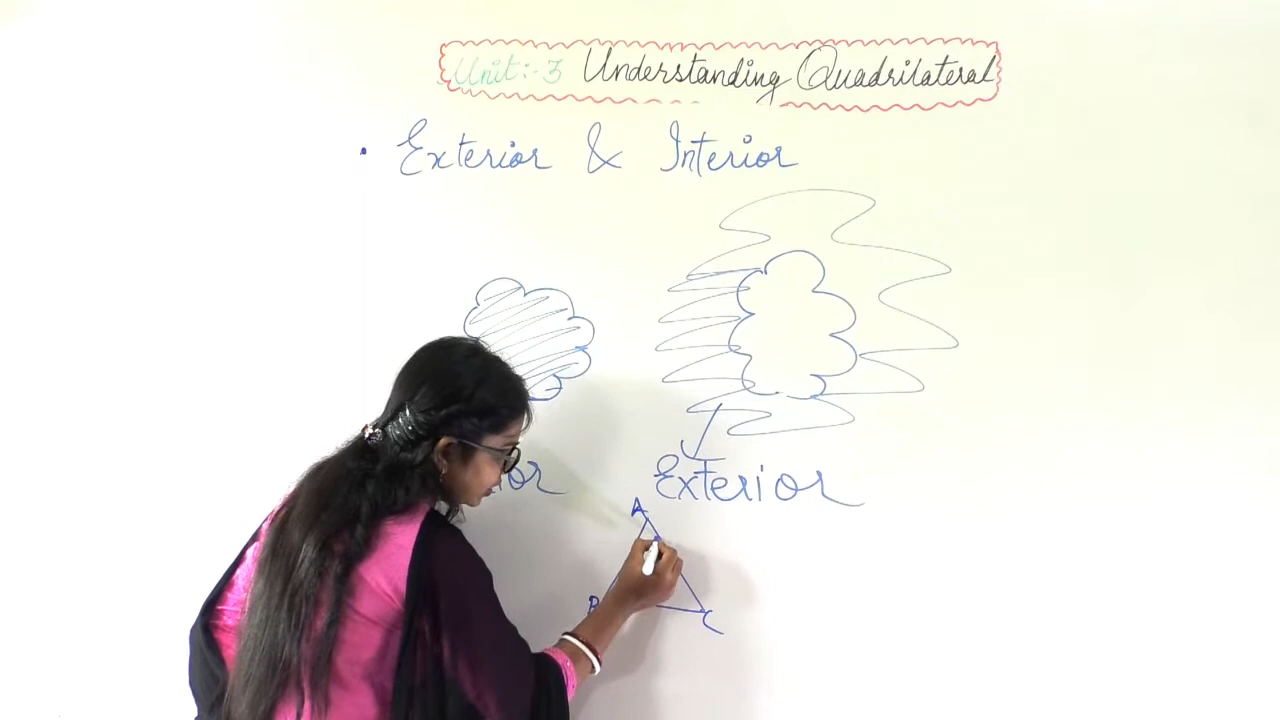 Unit:-3 Understanding Quadrilateral
• Exterior & Interior
Exterior
A
B
C